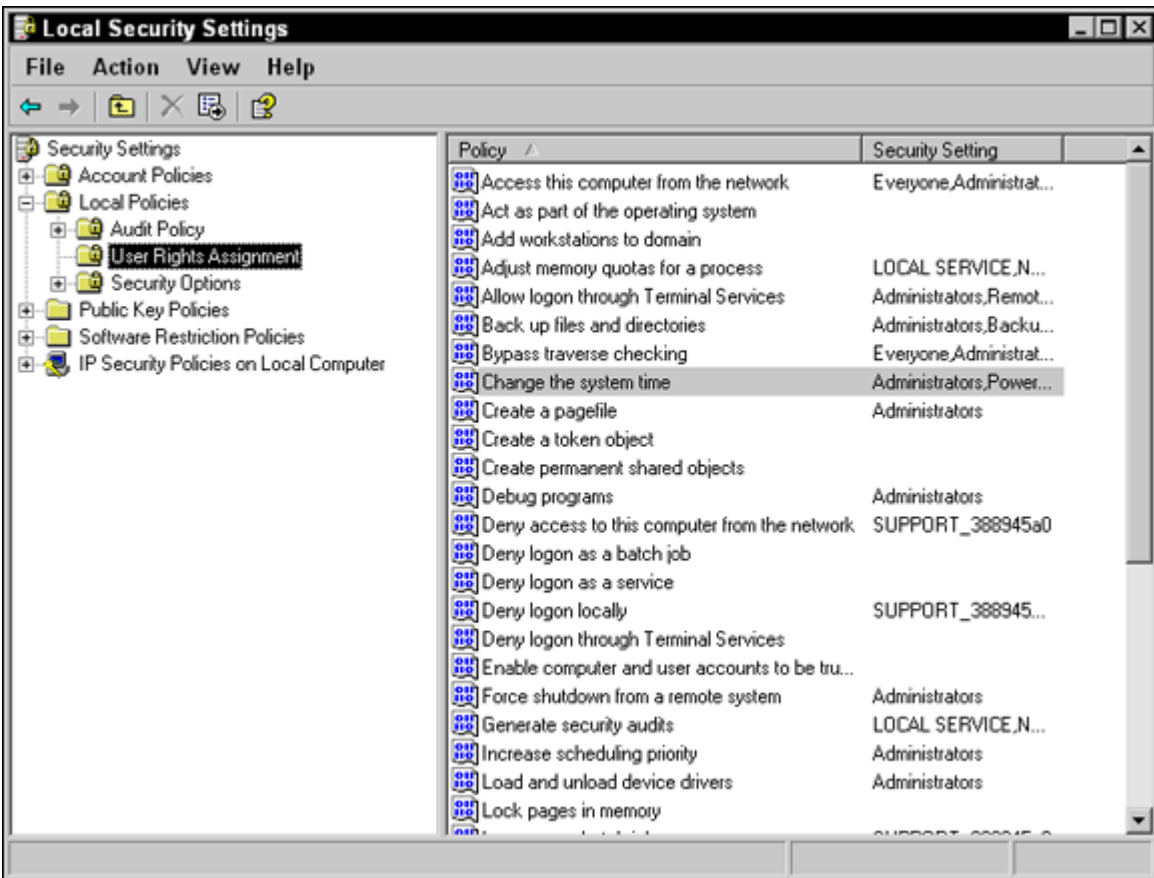 Local Security Settings
File Action View Help
Security Settings
Account Policies
Local Policies
Audit Policy
User Rights Assignment
Security Options
Public Key Policies
Software Restriction Policies
IP Security Policies on Local Computer
Policy Security Setting
Access this computer from the network Everyone,Administrat...
Act as part of the operating system
Add workstations to domain
Adjust memory quotas for a process LOCAL SERVICE,N...
Allow logon through Terminal Services Administrators,Remot...
Back up files and directories Administrators,Backu...
Bypass traverse checking Everyone,Administrat...
Change the system time Administrators,Power...
Create a pagefile Administrators
Create a token object
Create permanent shared objects
Debug programs Administrators
Deny access to this computer from the network SUPPORT_388945a0
Deny logon as a batch job
Deny logon as a service
Deny logon locally SUPPORT_388945...
Deny logon through Terminal Services
Enable computer and user accounts to be tru...
Force shutdown from a remote system Administrators
Generate security audits LOCAL SERVICE,N...
Increase scheduling priority Administrators
Load and unload device drivers Administrators
Lock pages in memory